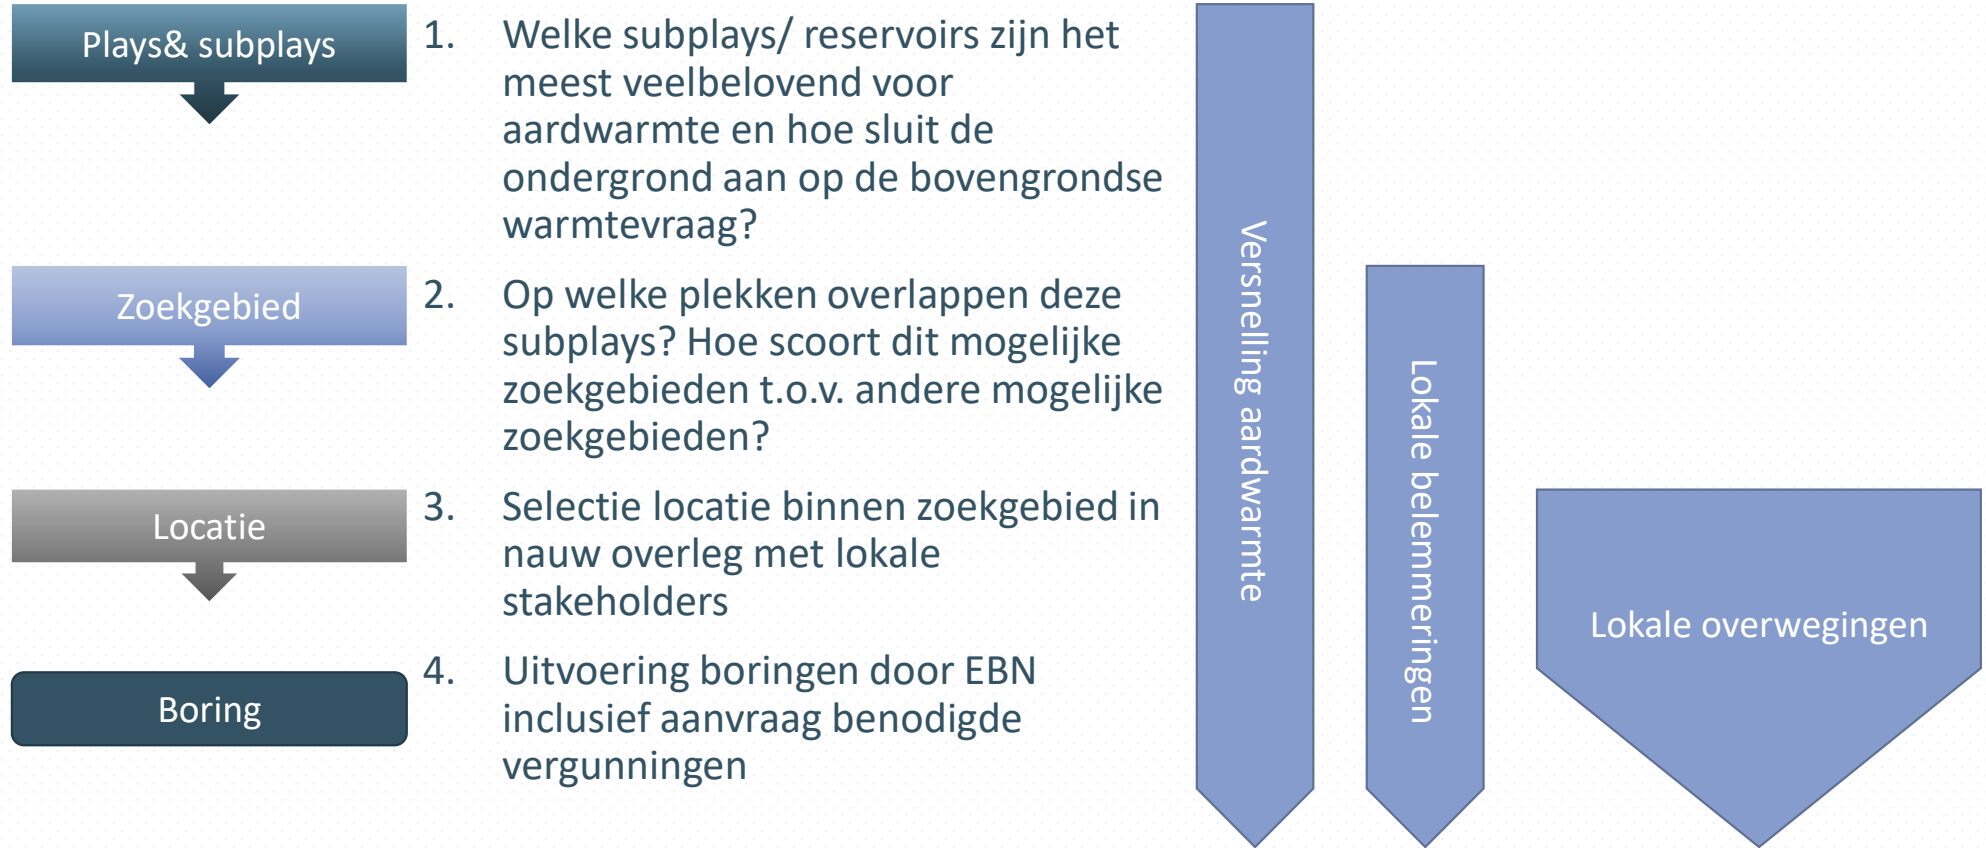 Plays& subplays
1. Welke subplays/ reservoirs zijn het
meest veelbelovend voor
aardwarmte en hoe sluit de
ondergrond aan op de bovengrondse
warmtevraag?
Zoekgebied
2. Op welke plekken overlappen deze
subplays? Hoe scoort dit mogelijke
zoekgebieden t.o.v. andere mogelijke
zoekgebieden?
Locatie
3. Selectie locatie binnen zoekgebied in
nauw overleg met lokale
stakeholders
Boring
4. Uitvoering boringen door EBN
inclusief aanvraag benodigde
vergunningen
Versnelling aardwarmte
Lokale belemmeringen
Lokale overwegingen